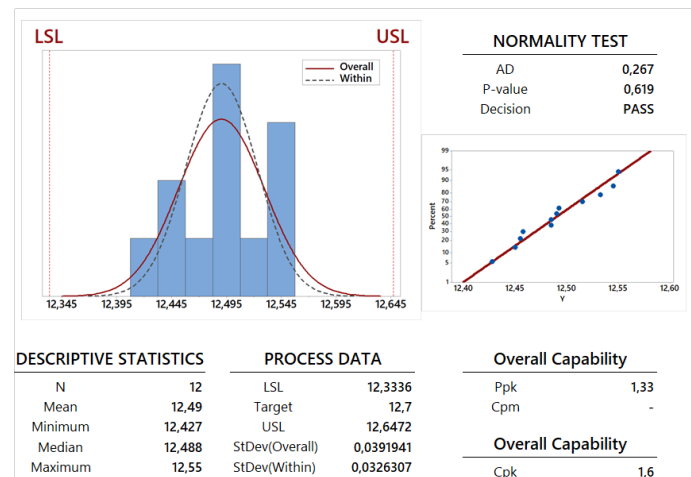 LSL
USL
Overall
Within
12,345
12,395
12,445
12,495
12,545
12,595
12,645
NORMALITY TEST
AD 0,267
P-value 0,619
Decision PASS
99
95
90
80
70
60
50
40
30
20
10
5
1
Percent
12,40
12,45
12,50
12,55
12,60
Y
DESCRIPTIVE STATISTICS
N 12
Mean 12,49
Minimum 12,427
Median 12,488
Maximum 12,55
PROCESS DATA
LSL 12,3336
Target 12,7
USL 12,6472
StDev(Overall) 0,0391941
StDev(Within) 0,0326307
Overall Capability
Ppk 1,33
Cpm -
Overall Capability
Cpk 1,6